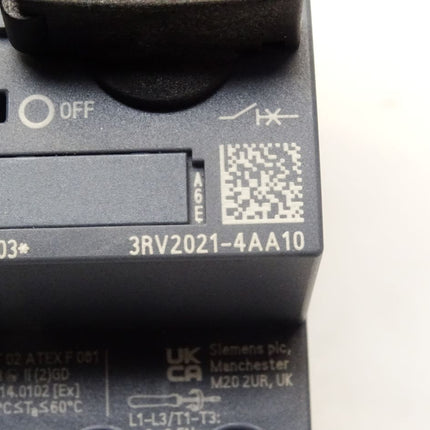 OFF
A6E
03* 3RV2021-4AA10
02 ATEX F 001
II (2)GD
14.0102 [Ex]
°C≤Ta≤60°C
UK
CA
Siemens plc,
Manchester
M20 2UR, UK
L1-L3/T1-T3: